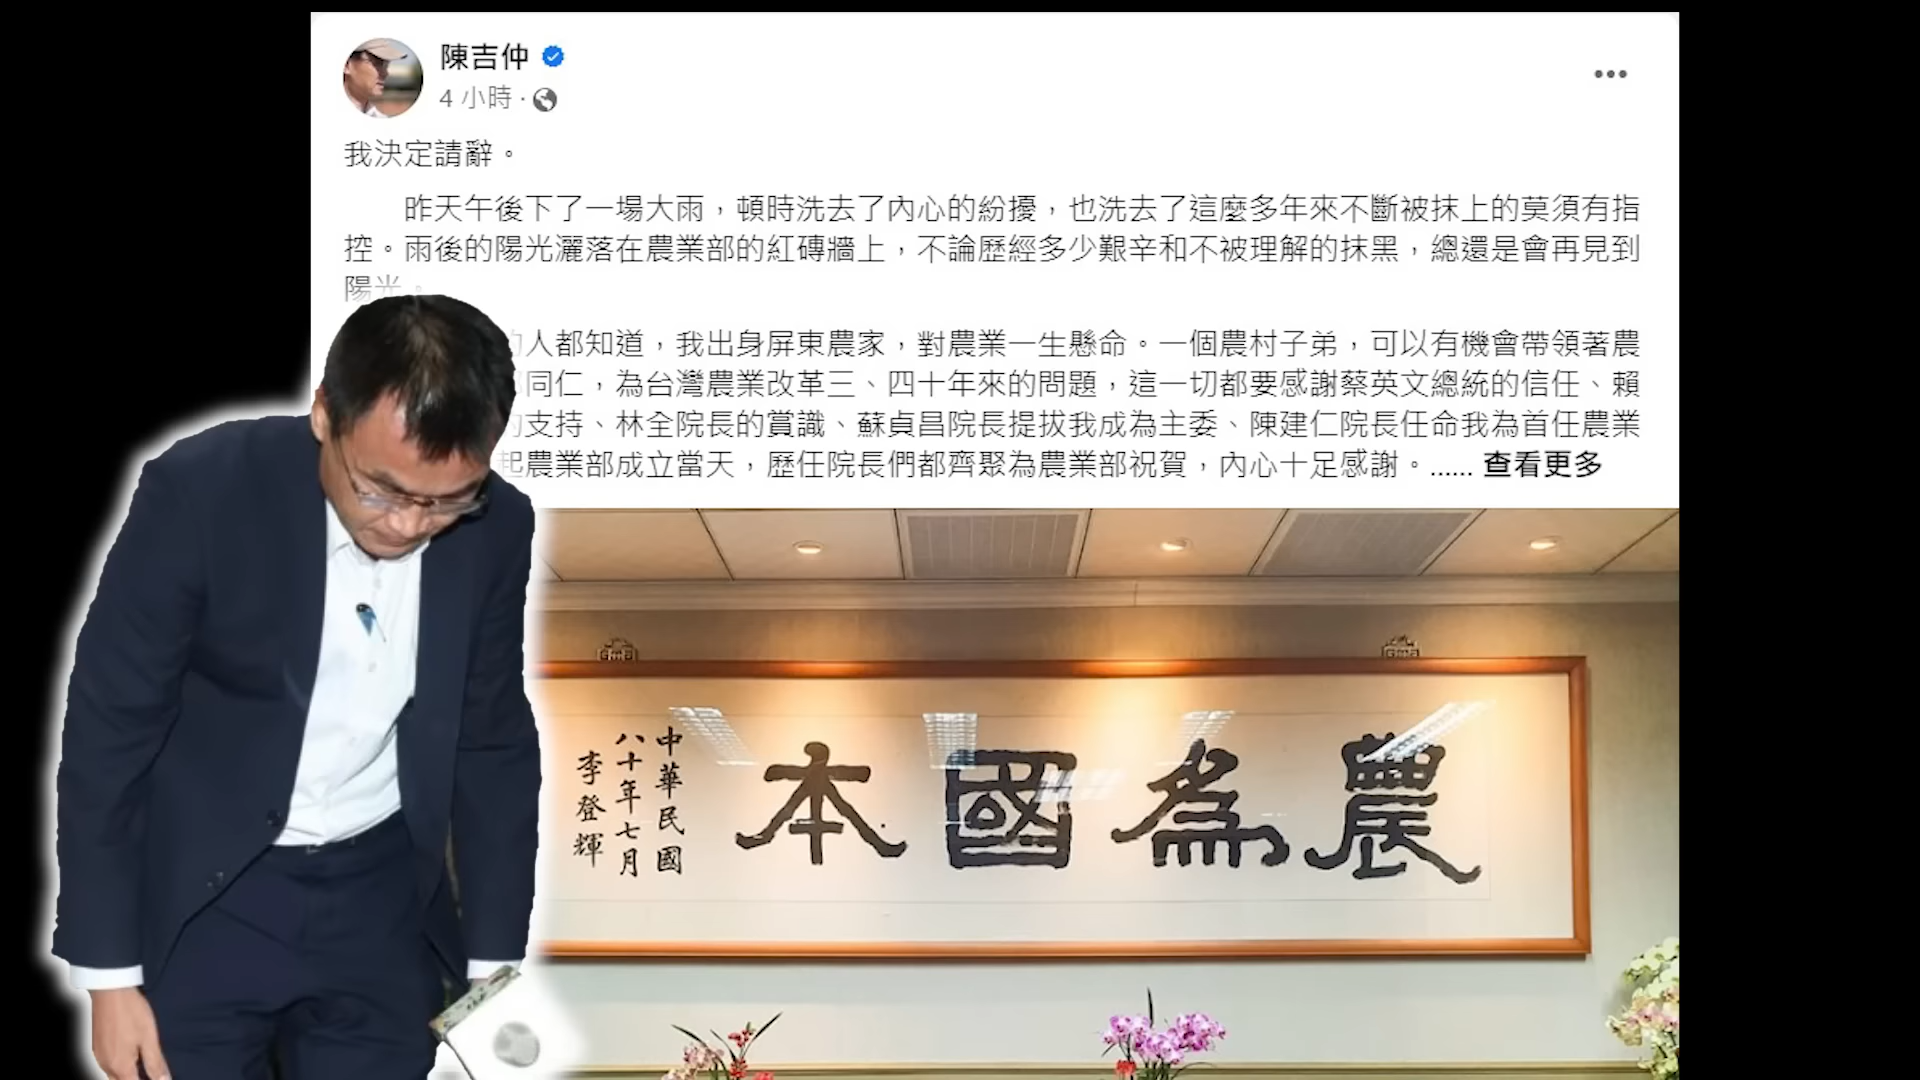 陳吉仲
4 小時 ·
我決定請辭。
昨天午後下了一場大雨，頓時洗去了內心的紛擾，也洗去了這麼多年來不斷被抹上的莫須有指
控。雨後的陽光灑落在農業部的紅磚牆上，不論歷經多少艱辛和不被理解的抹黑，總還是會再見到
陽光。
人都知道，我出身屏東農家，對農業一生懸命。一個農村子弟，可以有機會帶領著農
同仁，為台灣農業改革三、四十年來的問題，這一切都要感謝蔡英文總統的信任、賴
的支持、林全院長的賞識、蘇貞昌院長提拔我成為主委、陳建仁院長任命我為首任農業
起農業部成立當天，歷任院長們都齊聚為農業部祝賀，內心十足感謝。...... 查看更多
農為國本
中華民國
八十年七月
李登輝